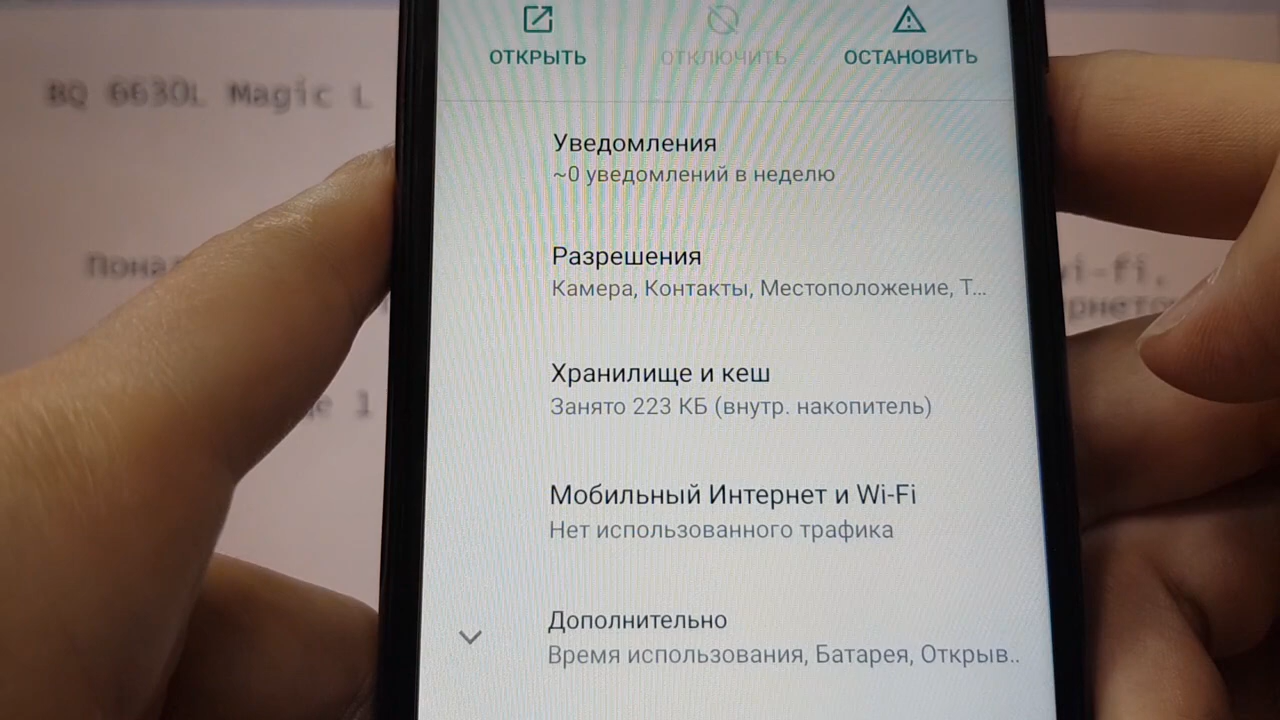 ОТКРЫТЬ
ОТКЛЮЧИТЬ
ОСТАНОВИТЬ
BQ 6630L Magic L
Уведомления
~0 уведомлений в неделю
Разрешения
Камера, Контакты, Местоположение, Т...
Хранилище и кеш
Занято 223 КБ (внутр. накопитель)
Мобильный Интернет и Wi-Fi
Нет использованного трафика
Дополнительно
Время использования, Батарея, Открыв..